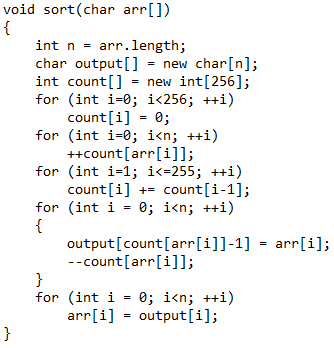 void sort(char arr[])
{
    int n = arr.length;
    char output[] = new char[n];
    int count[] = new int[256];
    for (int i=0; i<256; ++i)
        count[i] = 0;
    for (int i=0; i<n; ++i)
        ++count[arr[i]];
    for (int i=1; i<=255; ++i)
        count[i] += count[i-1];
    for (int i = 0; i<n; ++i)
    {
        output[count[arr[i]]-1] = arr[i];
        --count[arr[i]];
    }
    for (int i = 0; i<n; ++i)
        arr[i] = output[i];
}